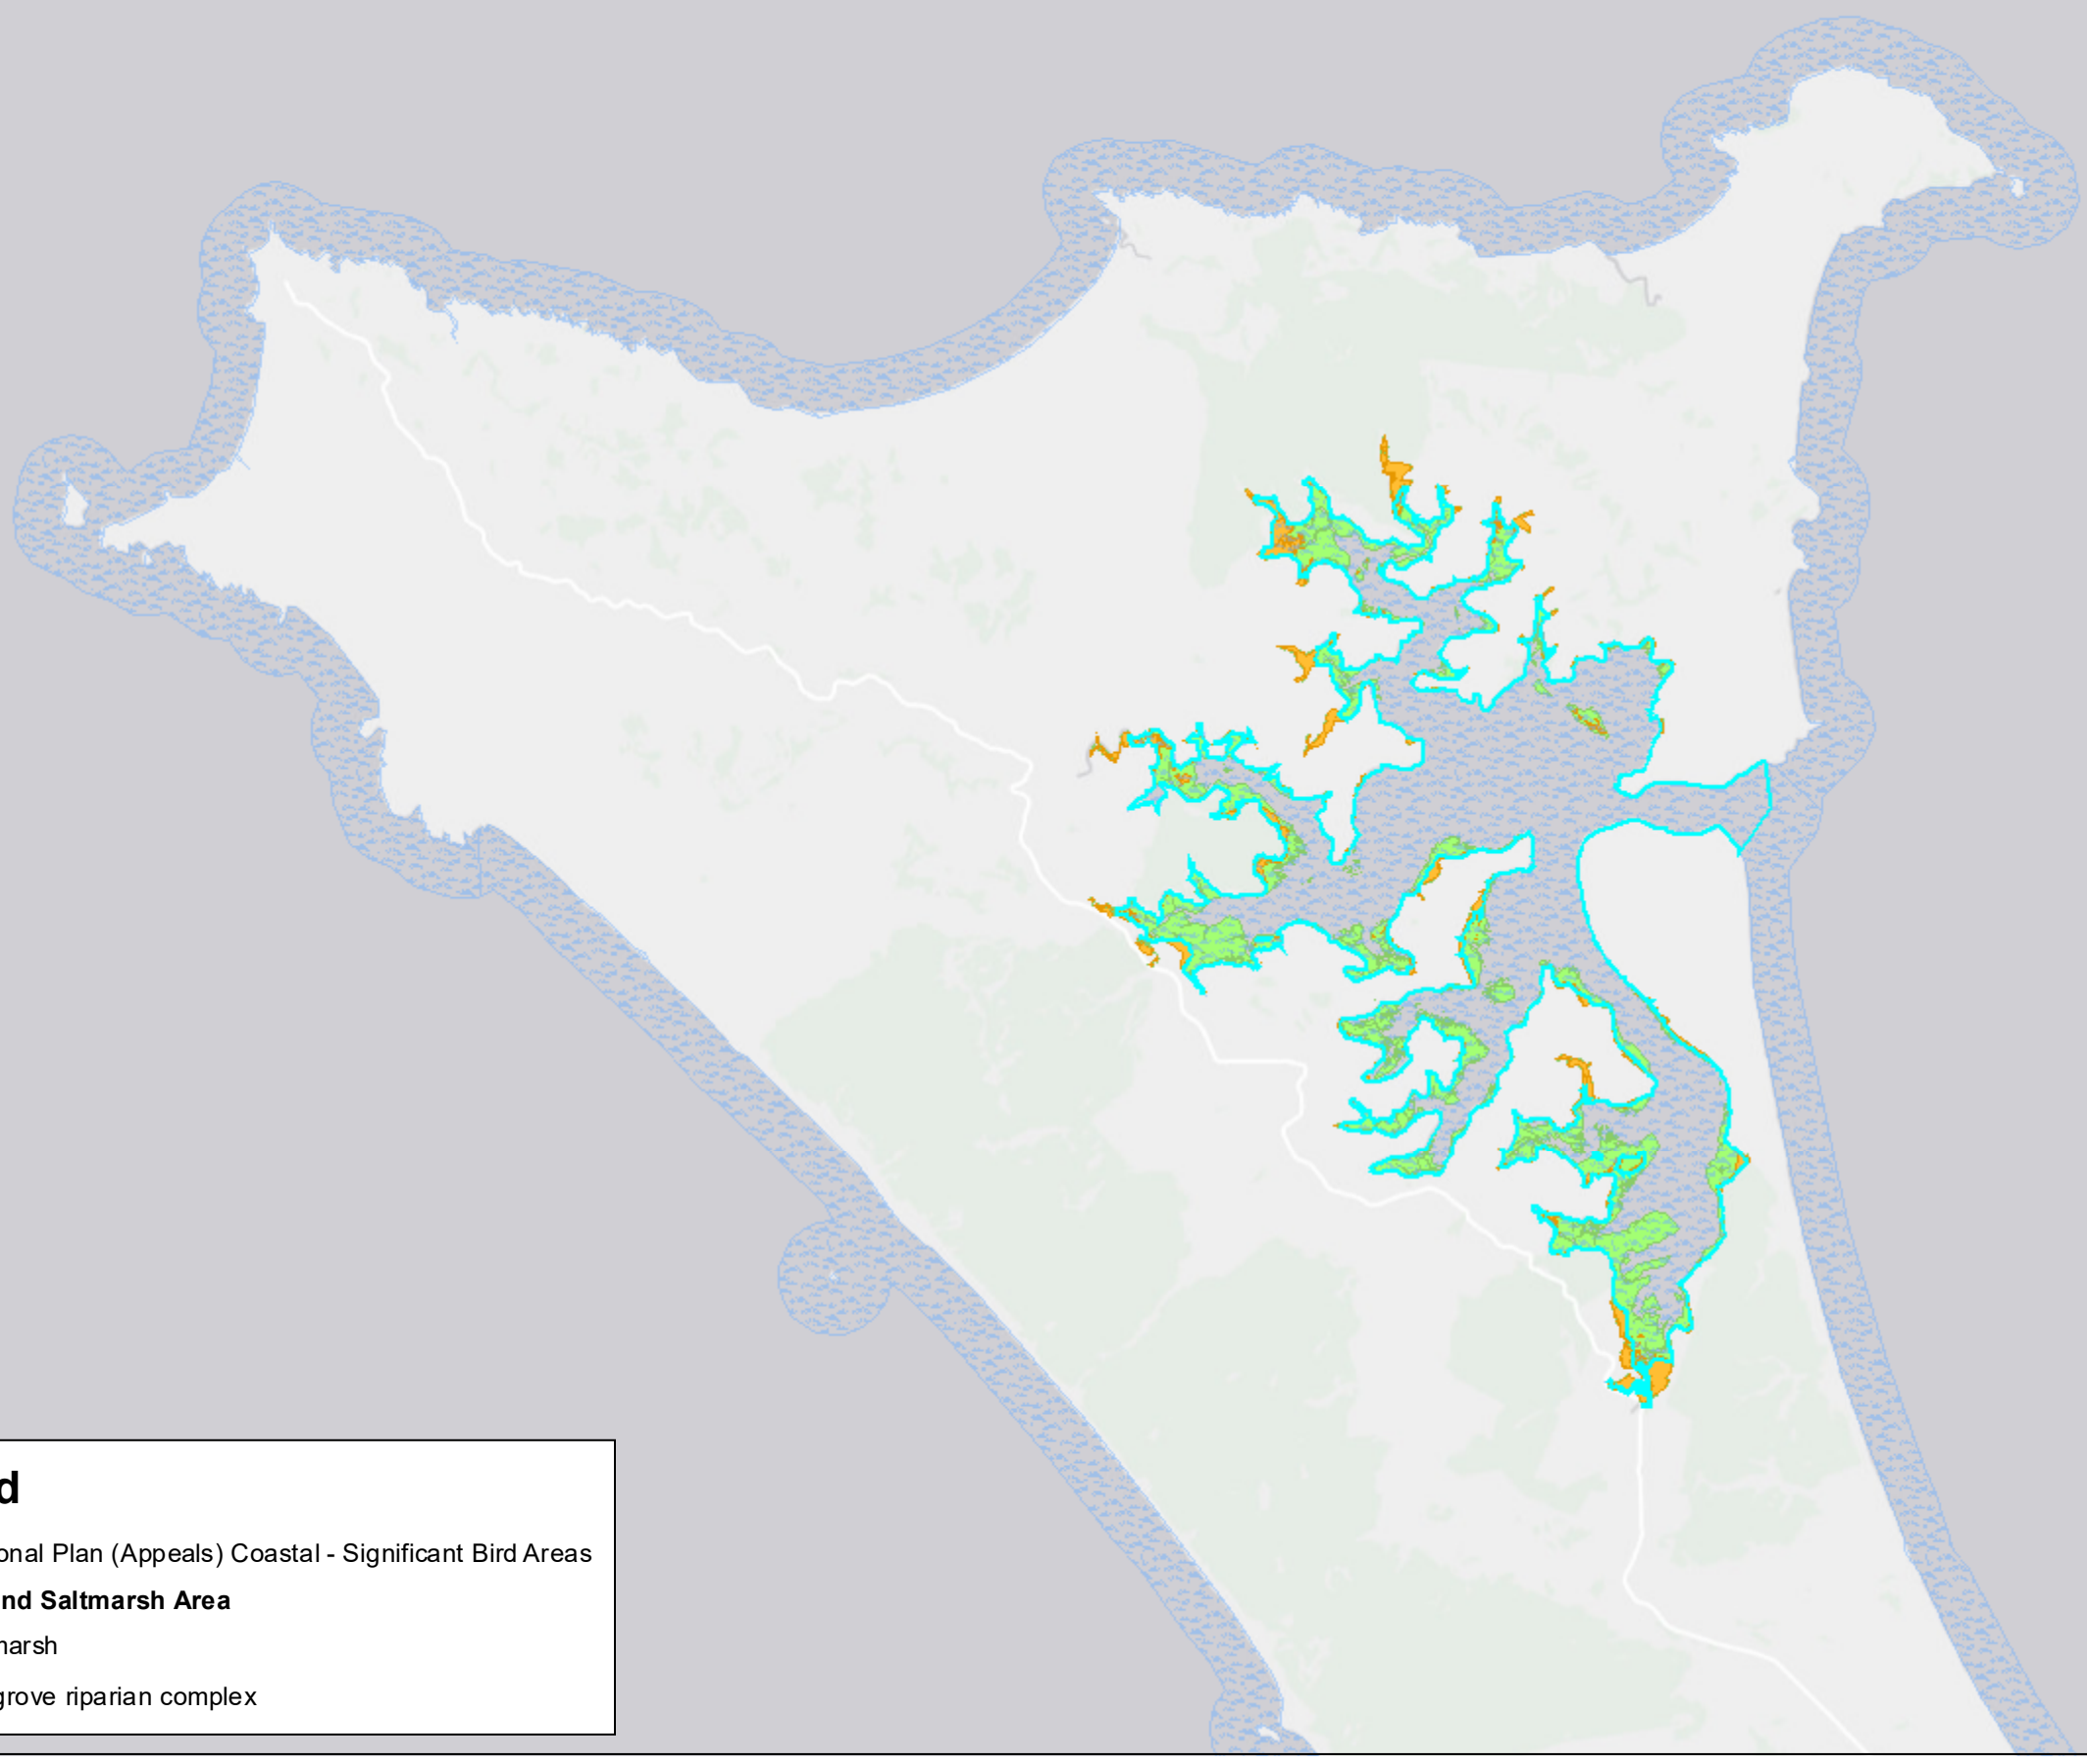 d
onal Plan (Appeals) Coastal - Significant Bird Areas
nd Saltmarsh Area
narsh
grove riparian complex